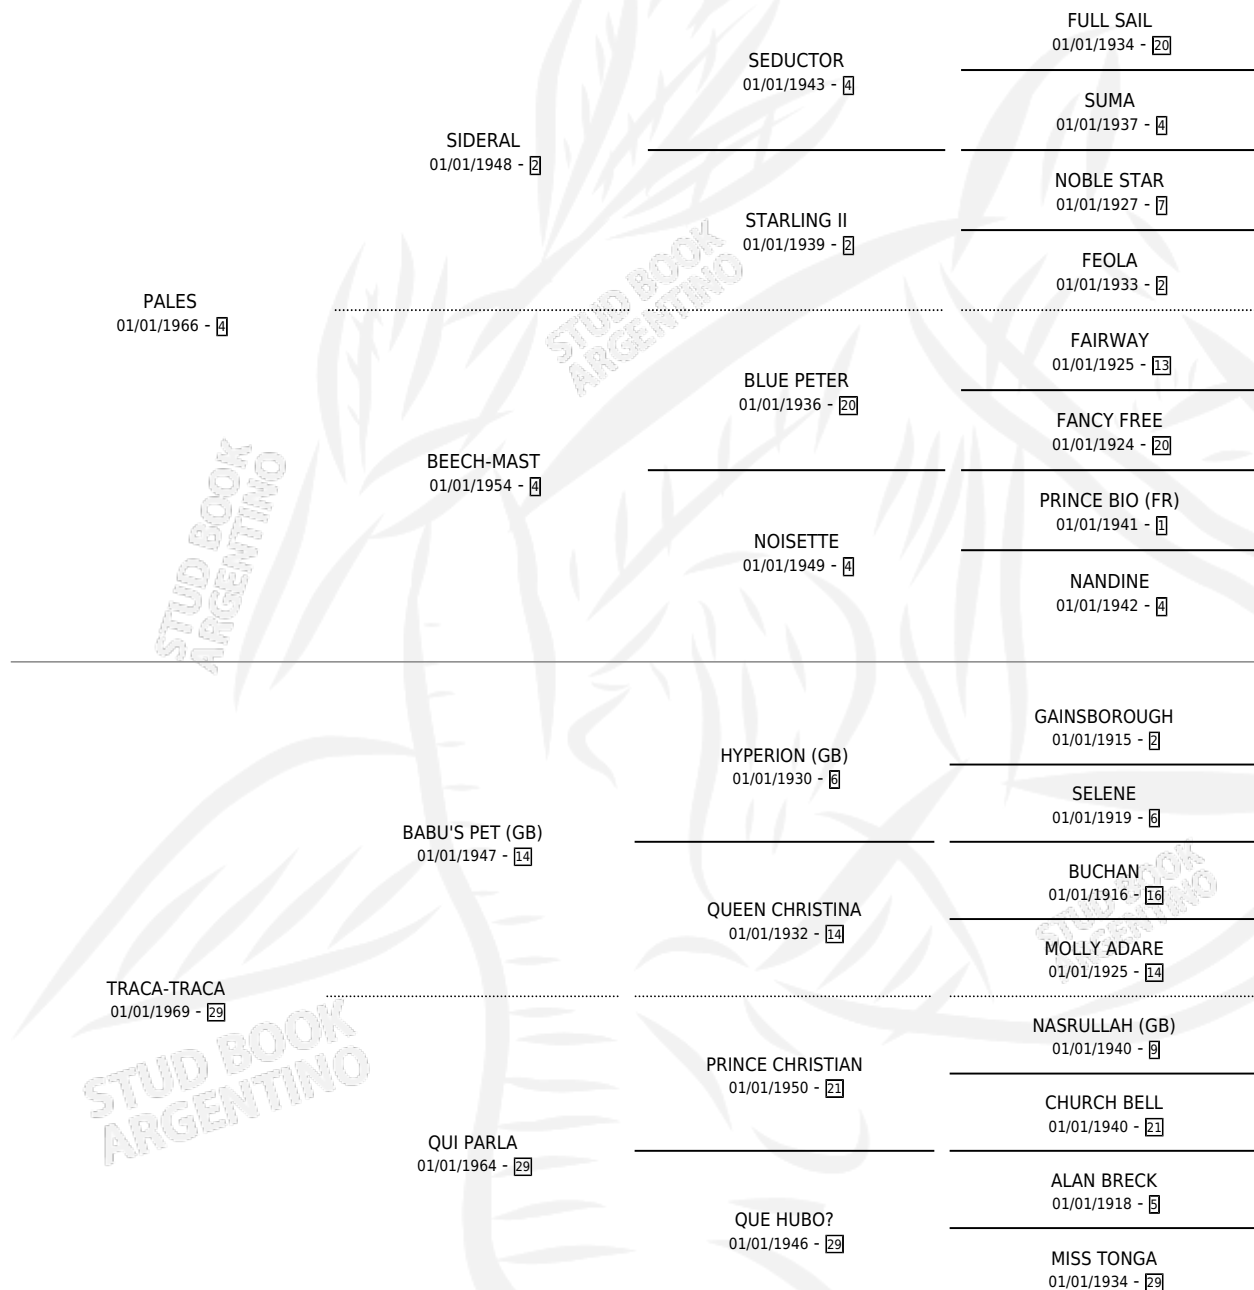 FULL SAIL
01/01/1934 - 20
SEDUCTOR
01/01/1943 - 4
SUMA
01/01/1937 - 4
SIDERAL
01/01/1948 - 2
NOBLE STAR
01/01/1927 - 7
STARLING II
01/01/1939 - 2
FEOLA
01/01/1933 - 2
PALES
01/01/1966 - 4
FAIRWAY
01/01/1925 - 13
BLUE PETER
01/01/1936 - 20
FANCY FREE
01/01/1924 - 20
BEECH-MAST
01/01/1954 - 4
PRINCE BIO (FR)
01/01/1941 - 1
NOISETTE
01/01/1949 - 4
NANDINE
01/01/1942 - 4
STUD BOOK
ARGENTINO
STUD BOOK
ARGENTINO
GAINSBOROUGH
01/01/1915 - 2
HYPERION (GB)
01/01/1930 - 6
SELENE
01/01/1919 - 6
BABU'S PET (GB)
01/01/1947 - 14
BUCHAN
01/01/1916 - 16
QUEEN CHRISTINA
01/01/1932 - 14
MOLLY ADARE
01/01/1925 - 14
TRACA-TRACA
01/01/1969 - 29
NASRULLAH (GB)
01/01/1940 - 9
PRINCE CHRISTIAN
01/01/1950 - 21
CHURCH BELL
01/01/1940 - 21
QUI PARLA
01/01/1964 - 29
ALAN BRECK
01/01/1918 - 5
QUE HUBO?
01/01/1946 - 29
MISS TONGA
01/01/1934 - 29
STUD BOOK
ARGENTINO
STUD BOOK
ARGENTINO